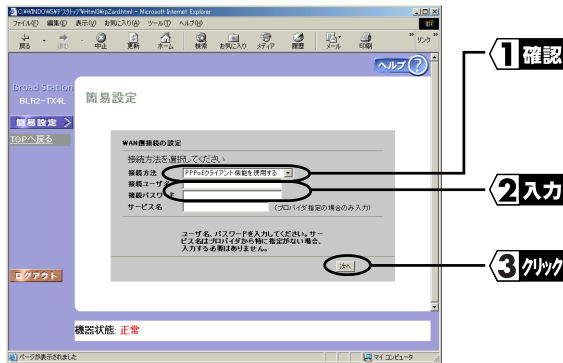 C:¥WINDOWS¥デスクトップ¥Html3¥ipZard.html - Microsoft Internet Explorer
ファイル(F) 編集(E) 表示(V) お気に入り(A) ツール(T) ヘルプ(H)
戻る 進む 中止 更新 ホーム 検索 お気に入り メディア 履歴 メール 印刷 リンク »
ヘルプ ?
Broad Station
BLR2-TX4L
簡易設定
簡易設定 >
TOPへ戻る
WAN側接続の設定
接続方法を選択してください
接続方法 PPPoEクライアント機能を使用する
接続ユーザ名
接続パスワード
サービス名 (プロバイダ指定の場合のみ入力)
ユーザ名、パスワードを入力してください。サー
ビス名はプロバイダから特に指定がない場合、
入力する必要はありません。
次へ
ログアウト
機器状態: 正常
ページが表示されました マイ コンピュータ
1 確認
2 入力
3 クリック